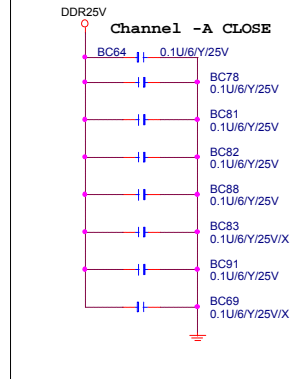 DDR25V
Channel -A CLOSE
BC64 0.1U/6/Y/25V
BC78
0.1U/6/Y/25V
BC81
0.1U/6/Y/25V
BC82
0.1U/6/Y/25V
BC88
0.1U/6/Y/25V
BC83
0.1U/6/Y/25V/X
BC91
0.1U/6/Y/25V
BC69
0.1U/6/Y/25V/X